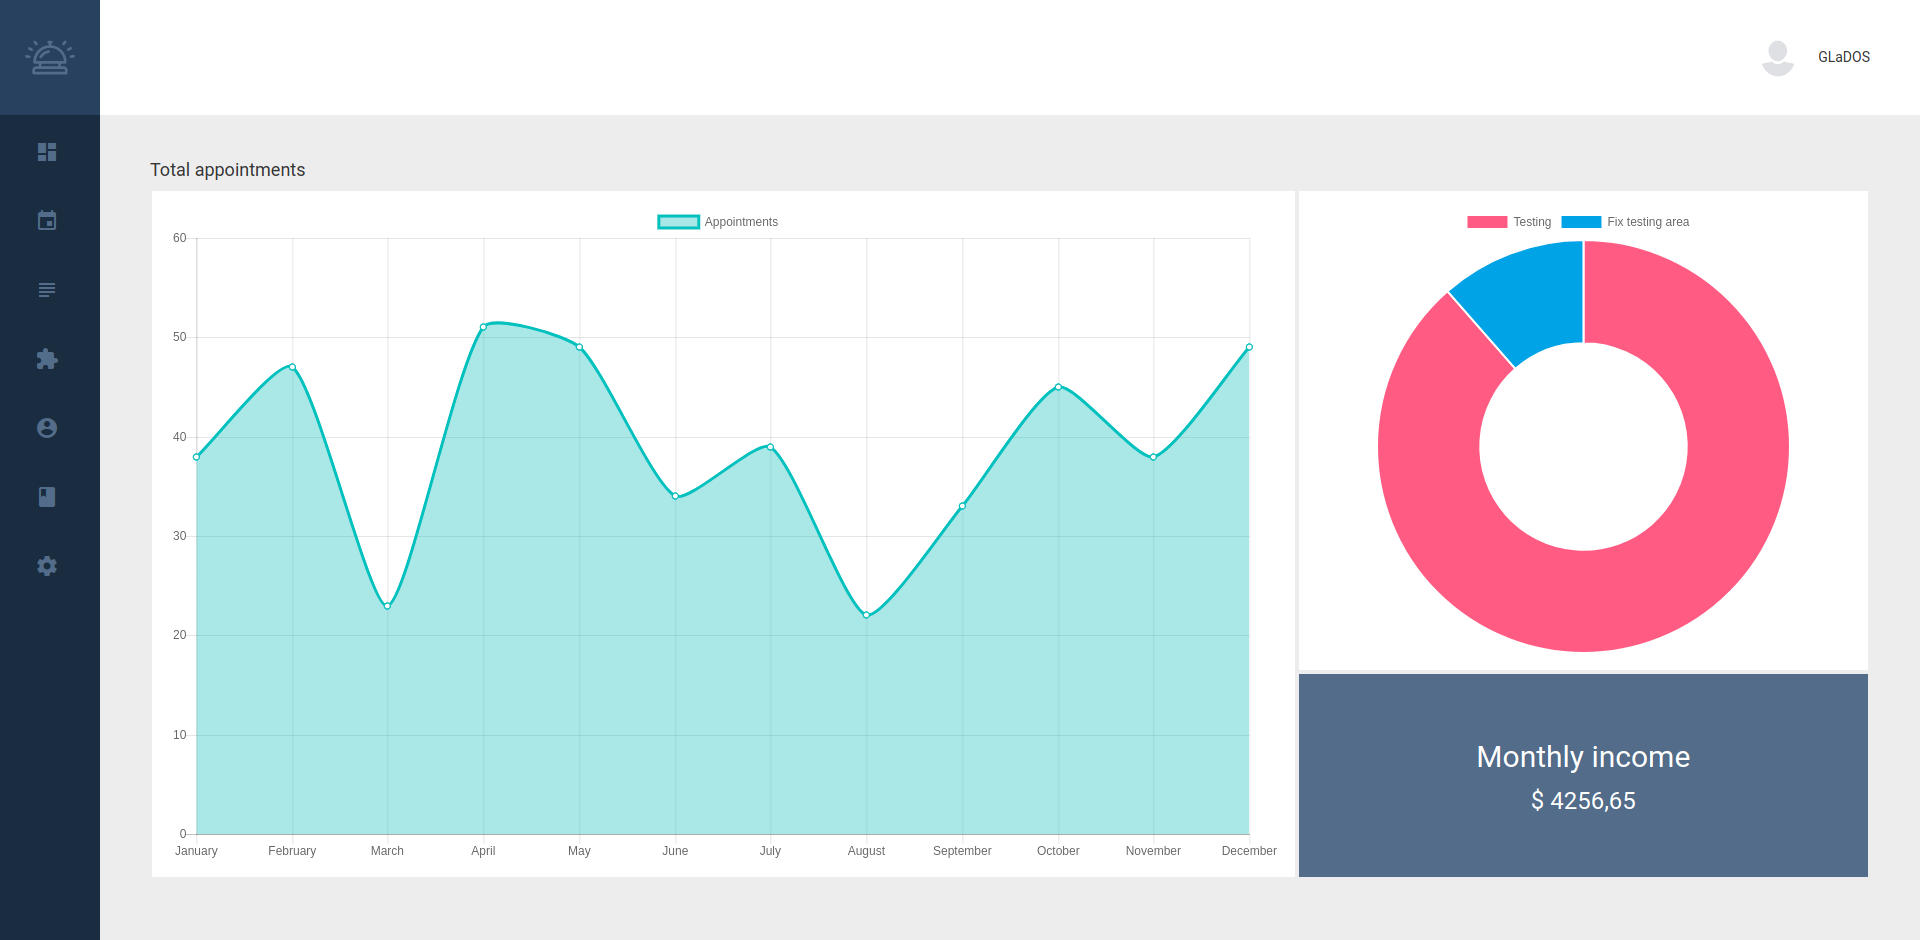 GLaDOS
Total appointments
Appointments
60
50
40
30
20
10
0
January February March April May June July August September October November December
Testing Fix testing area
Monthly income
$ 4256,65